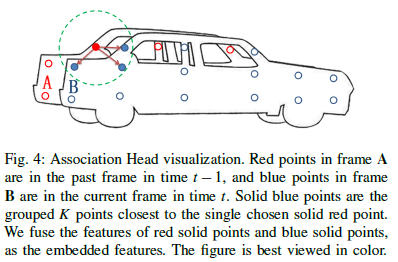 A
B
Fig. 4: Association Head visualization. Red points in frame A
are in the past frame in time t − 1, and blue points in frame
B are in the current frame in time t. Solid blue points are the
grouped K points closest to the single chosen solid red point.
We fuse the features of red solid points and blue solid points,
as the embedded features. The figure is best viewed in color.